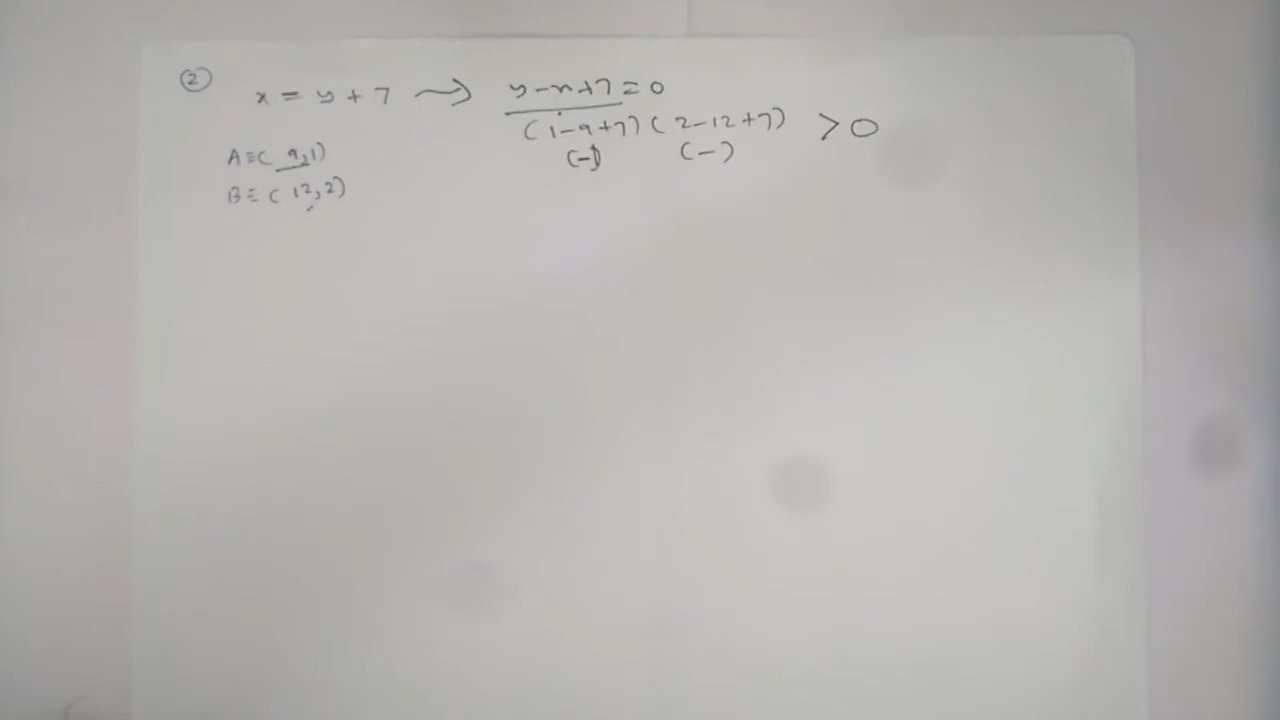 ② x = y + 7 → y-x+7=0
(1-9+7)(2-12+7) > 0
(-) (-)
A≡( 9,1)
B≡( 12,2)